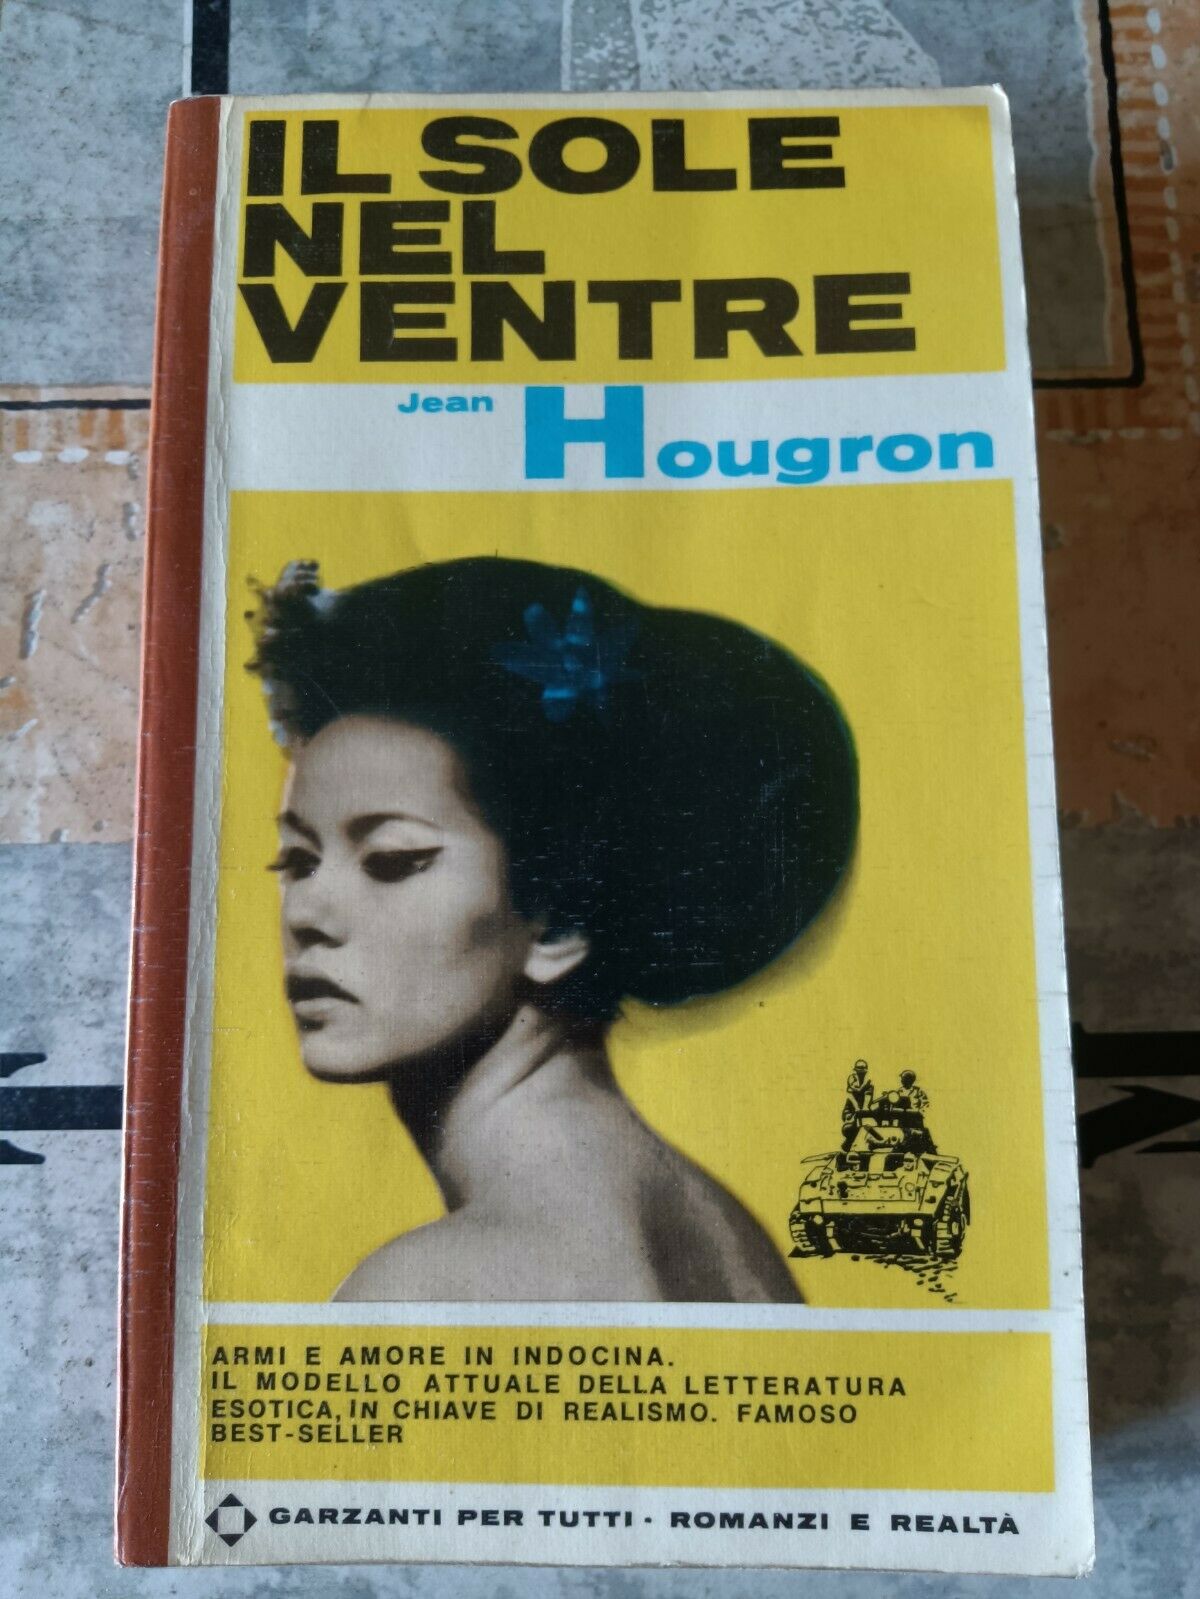 IL SOLE
NEL
VENTRE
Jean Hougron
ARMI E AMORE IN INDOCINA.
IL MODELLO ATTUALE DELLA LETTERATURA
ESOTICA, IN CHIAVE DI REALISMO. FAMOSO
BEST-SELLER
GARZANTI PER TUTTI · ROMANZI E REALTÀ